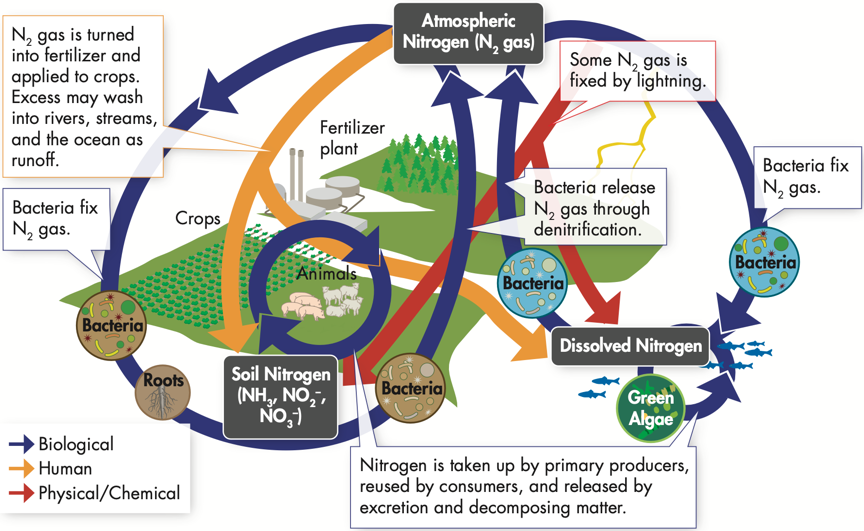 Atmospheric
Nitrogen (N₂ gas)
N₂ gas is turned
into fertilizer and
applied to crops.
Excess may wash
into rivers, streams,
and the ocean as
runoff.
Some N₂ gas is
fixed by lightning.
Fertilizer
plant
Bacteria fix
N₂ gas.
Bacteria release
N₂ gas through
denitrification.
Bacteria fix
N₂ gas.
Crops
Animals
Bacteria
Bacteria
Bacteria
Dissolved Nitrogen
Roots
Soil Nitrogen
(NH₃, NO₂⁻,
NO₃⁻)
Bacteria
Green
Algae
Biological
Human
Physical/Chemical
Nitrogen is taken up by primary producers,
reused by consumers, and released by
excretion and decomposing matter.